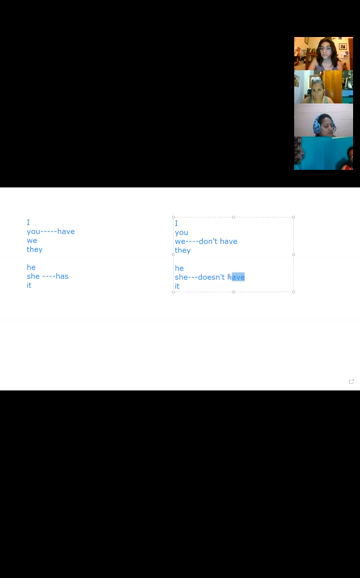 I
you-----have
we
they
he
she ----has
it
I
you
we----don't have
they
he
she---doesn't have
it